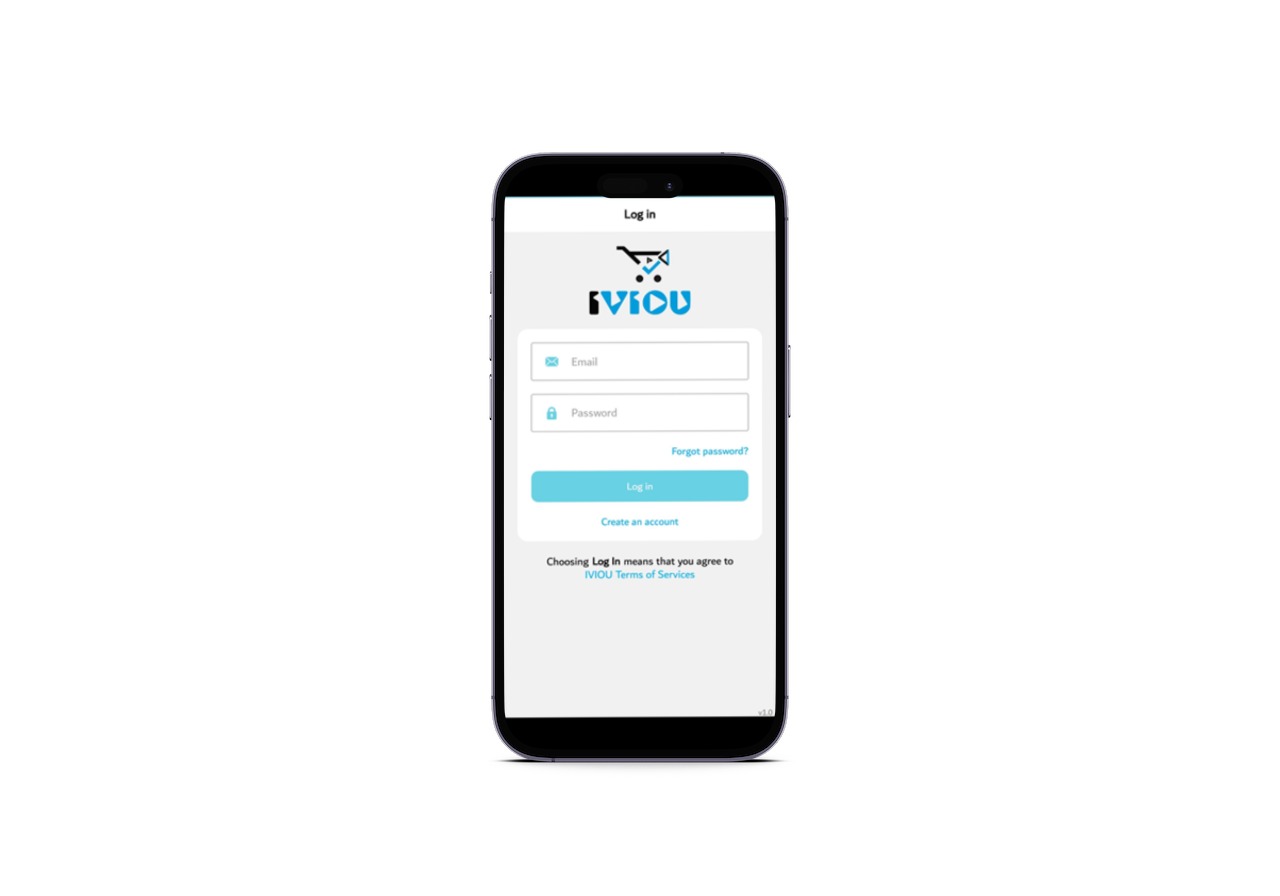 Log in
IVIOU
Email
Password
Forgot password?
Log in
Create an account
Choosing Log In means that you agree to
IVIOU Terms of Services
v1.0